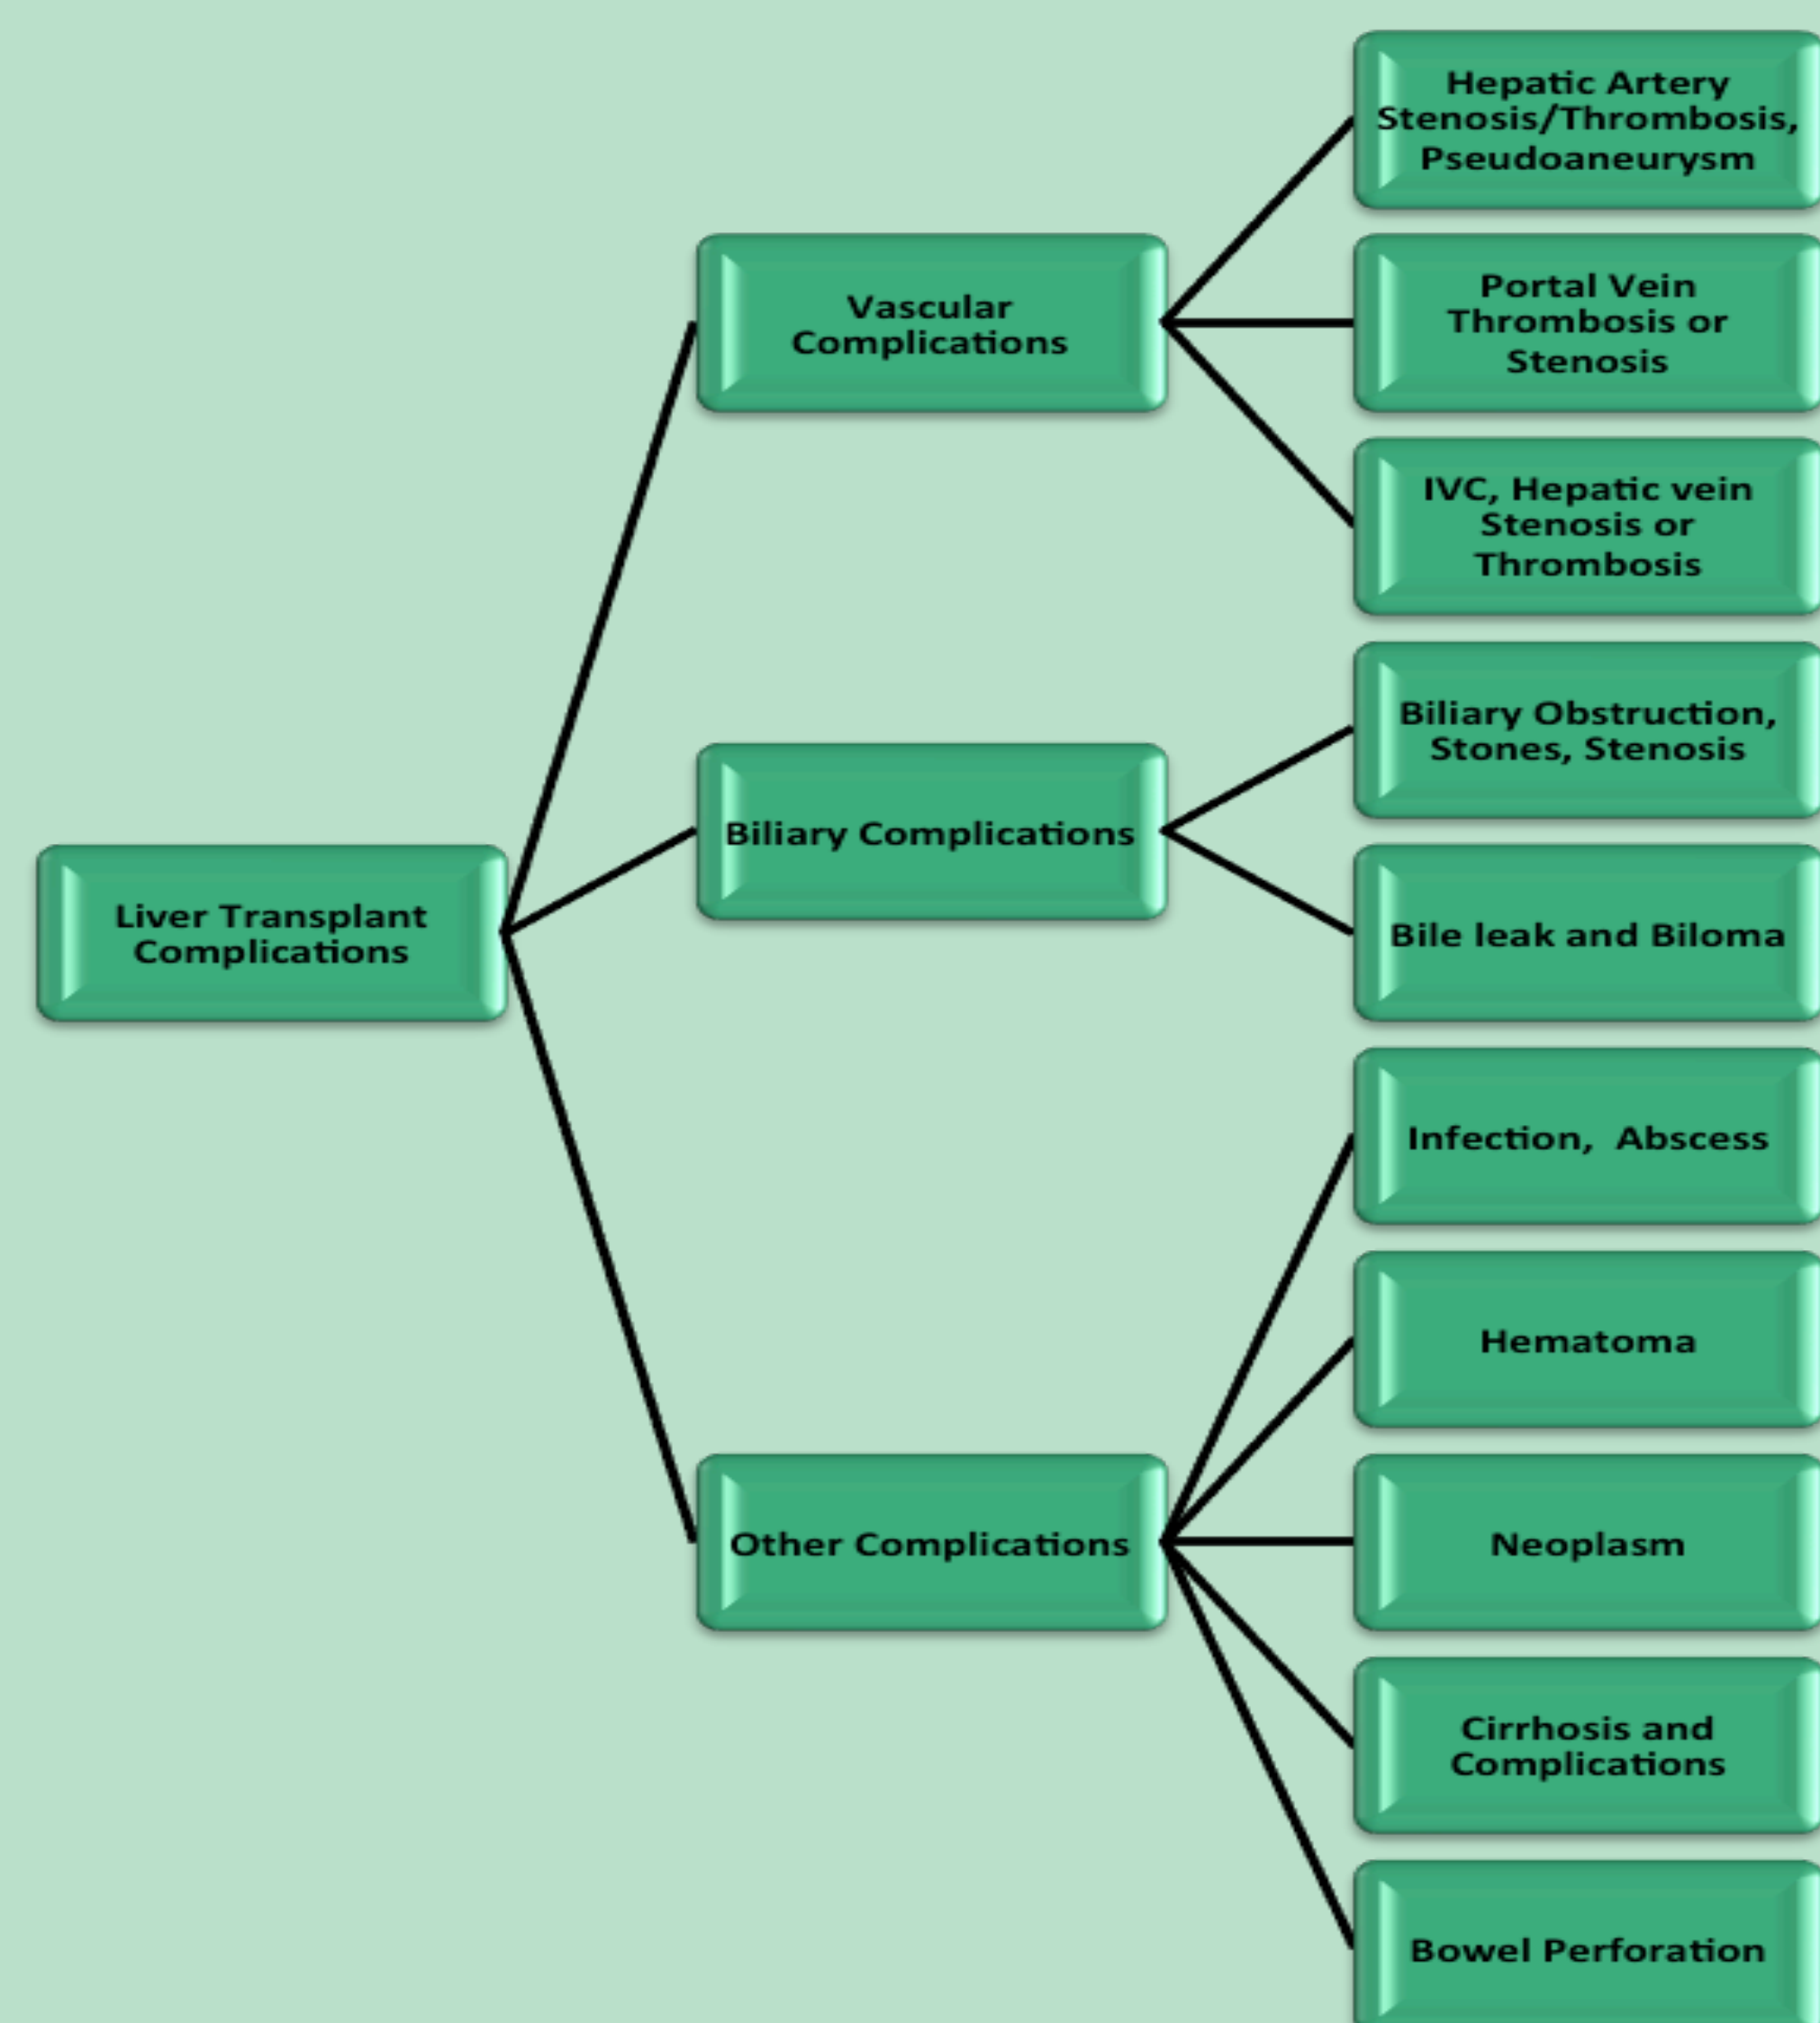 Hepatic Artery
Stenosis/Thrombosis,
Pseudoaneurysm
Vascular
Complications
Portal Vein
Thrombosis or
Stenosis
IVC, Hepatic vein
Stenosis or
Thrombosis
Biliary Obstruction,
Stones, Stenosis
Biliary Complications
Liver Transplant
Complications
Bile leak and Biloma
Infection,  Abscess
Hematoma
Other Complications
Neoplasm
Cirrhosis and
Complications
Bowel Perforation